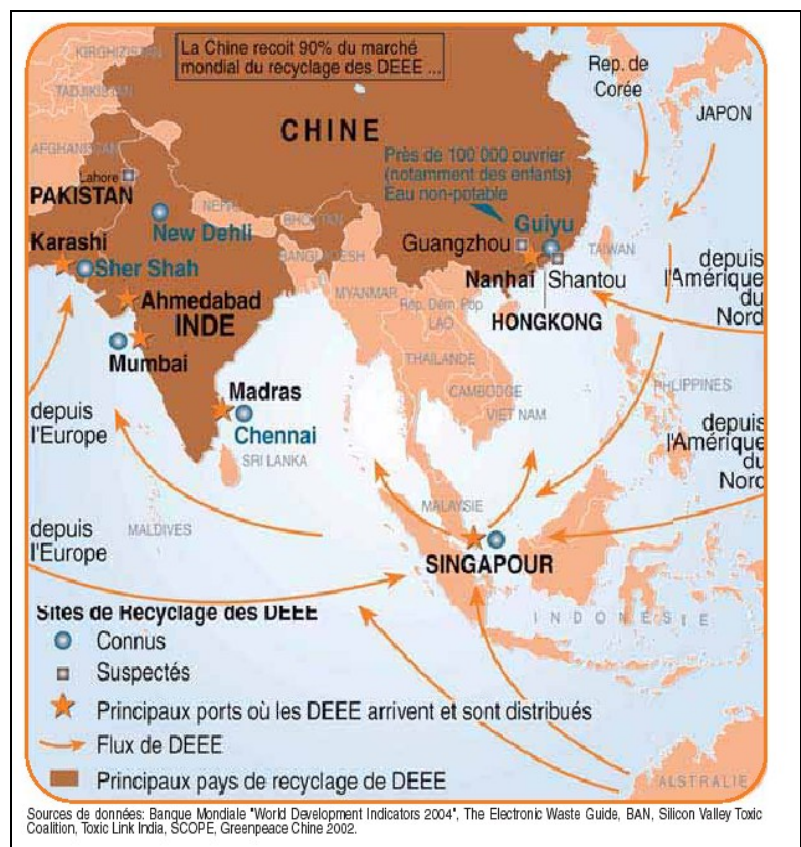 La Chine recoit 90% du marché
mondial du recyclage des DEEE ...
KIRGHIZISTAN
TADJIKISTAN
AFGHANISTAN
Rep. de
Corée
JAPON
CHINE
Près de 100 000 ouvrier
(notamment des enfants)
Eau non-potable
Lahore
PAKISTAN
NEPAL
BHOUTAN
New Dehli
Guiyu
Guangzhou
TAIWAN
Karashi
Sher Shah
BANGLADESH
Nanhai
Shantou
depuis
l'Amérique
du
Nord
Ahmedabad
INDE
MYANMAR
Rép. Dém. Pop
LAO
HONGKONG
Mumbai
THAILANDE
Madras
CAMBODGE
PHILIPPINES
depuis
l'Europe
Chennai
VIET NAM
depuis
l'Amérique
du
Nord
SRI LANKA
MALAYSIE
depuis
l'Europe
MALDIVES
SINGAPOUR
INDONESIE
Sites de Recyclage des DEEE
Connus
Suspectés
Principaux ports où les DEEE arrivent et sont distribués
Flux de DEEE
Principaux pays de recyclage de DEEE
ALSTRALIE
Sources de données: Banque Mondiale "World Development Indicators 2004", The Electronic Waste Guide, BAN, Silicon Valley Toxic
Coalition, Toxic Link India, SCOPE, Greenpeace Chine 2002.